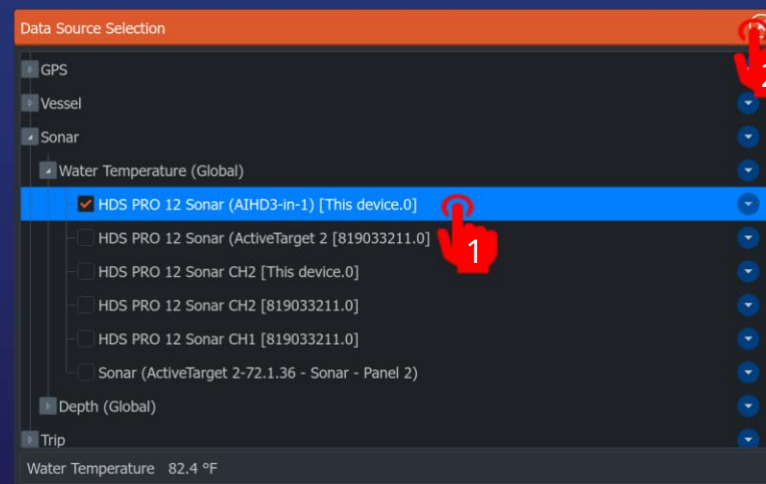 Data Source Selection
GPS
Vessel
Sonar
Water Temperature (Global)
HDS PRO 12 Sonar (AIHD3-in-1) [This device.0]
1
HDS PRO 12 Sonar (ActiveTarget 2 [819033211.0]
HDS PRO 12 Sonar CH2 [This device.0]
HDS PRO 12 Sonar CH2 [819033211.0]
HDS PRO 12 Sonar CH1 [819033211.0]
Sonar (ActiveTarget 2-72.1.36 - Sonar - Panel 2)
Depth (Global)
Trip
Water Temperature 82.4 °F